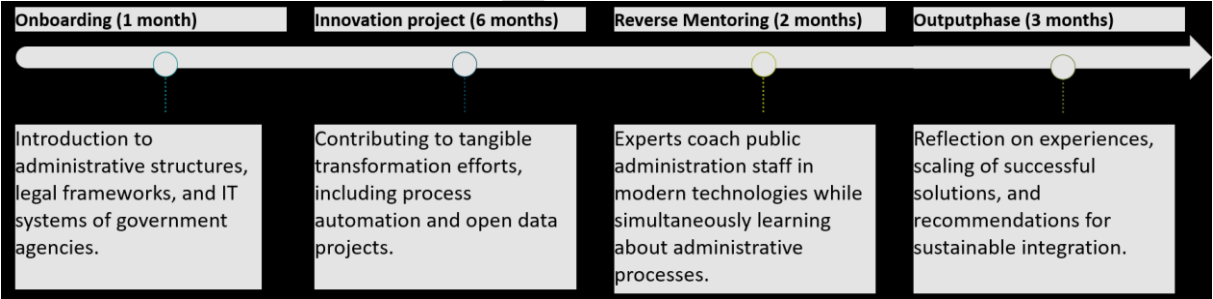 Onboarding (1 month)
Innovation project (6 months)
Reverse Mentoring (2 months)
Outputphase (3 months)
Introduction to
administrative structures,
legal frameworks, and IT
systems of government
agencies.
Contributing to tangible
transformation efforts,
including process
automation and open data
projects.
Experts coach public
administration staff in
modern technologies while
simultaneously learning
about administrative
processes.
Reflection on experiences,
scaling of successful
solutions, and
recommendations for
sustainable integration.